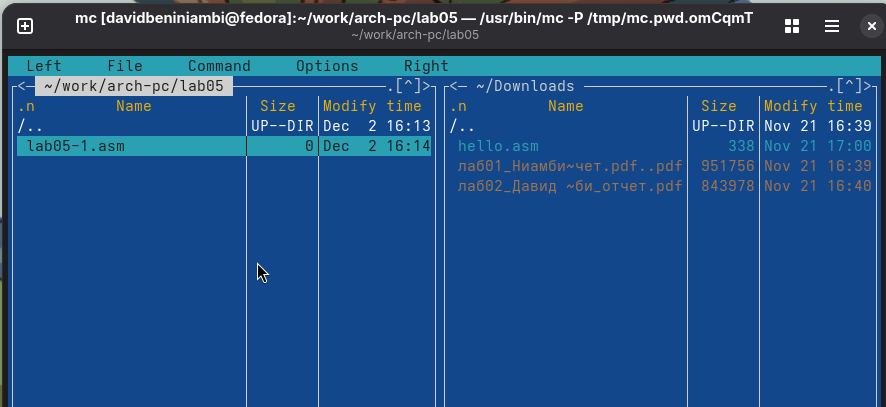 mc [davidbeniniambi@fedora]:~/work/arch-pc/lab05 — /usr/bin/mc -P /tmp/mc.pwd.omCqmT
~/work/arch-pc/lab05
Left File Command Options Right
<— ~/work/arch-pc/lab05 .[^]> <— ~/Downloads .[^]>
.n Name Size Modify time .n Name Size Modify time
/.. UP--DIR Dec 2 16:13 /.. UP--DIR Nov 21 16:39
lab05-1.asm 0 Dec 2 16:14 hello.asm 338 Nov 21 17:00
лаб01_Ниамби~чет.pdf..pdf 951756 Nov 21 16:39
лаб02_Давид ~би_отчет.pdf 843978 Nov 21 16:40